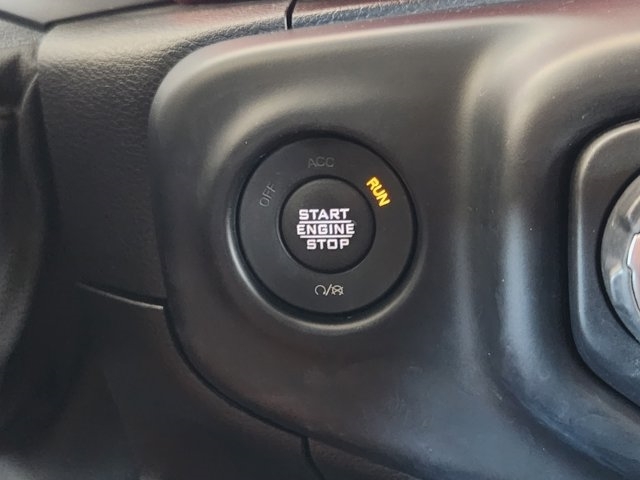 OFF
ACC
RUN
START
ENGINE
STOP